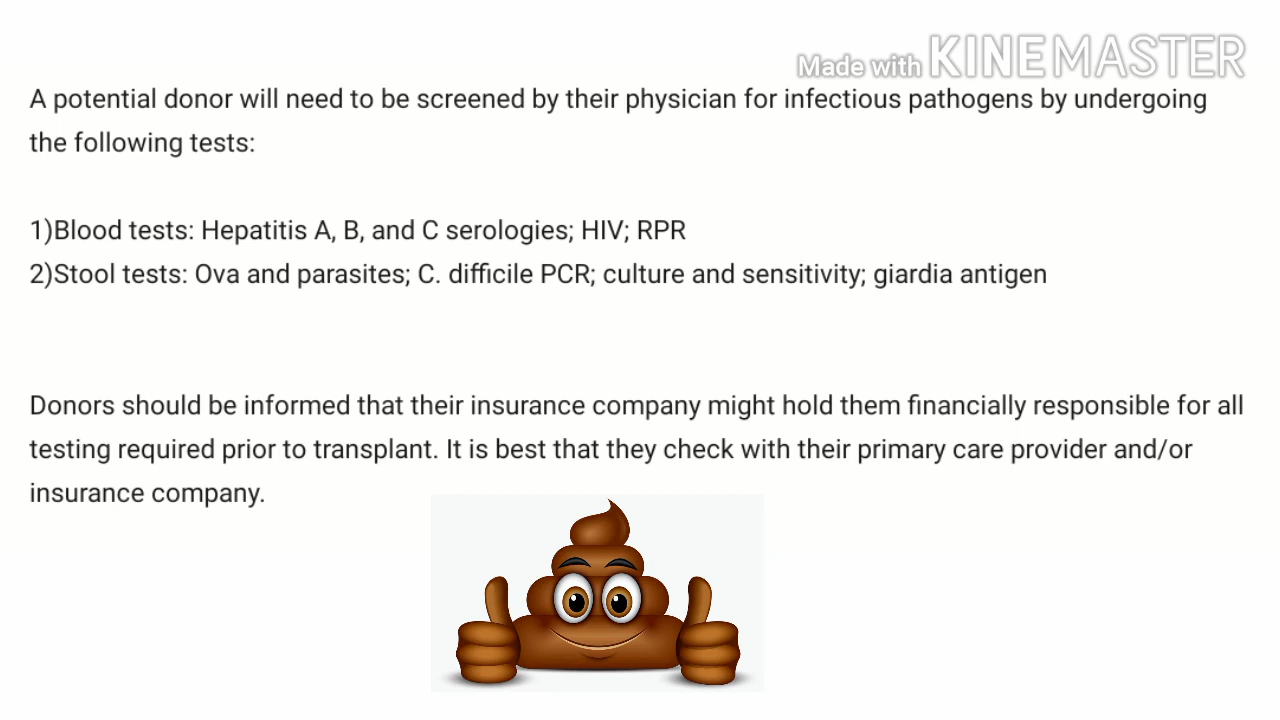 Made with KINEMASTER
A potential donor will need to be screened by their physician for infectious pathogens by undergoing
the following tests:
1)Blood tests: Hepatitis A, B, and C serologies; HIV; RPR
2)Stool tests: Ova and parasites; C. difficile PCR; culture and sensitivity; giardia antigen
Donors should be informed that their insurance company might hold them financially responsible for all
testing required prior to transplant. It is best that they check with their primary care provider and/or
insurance company.